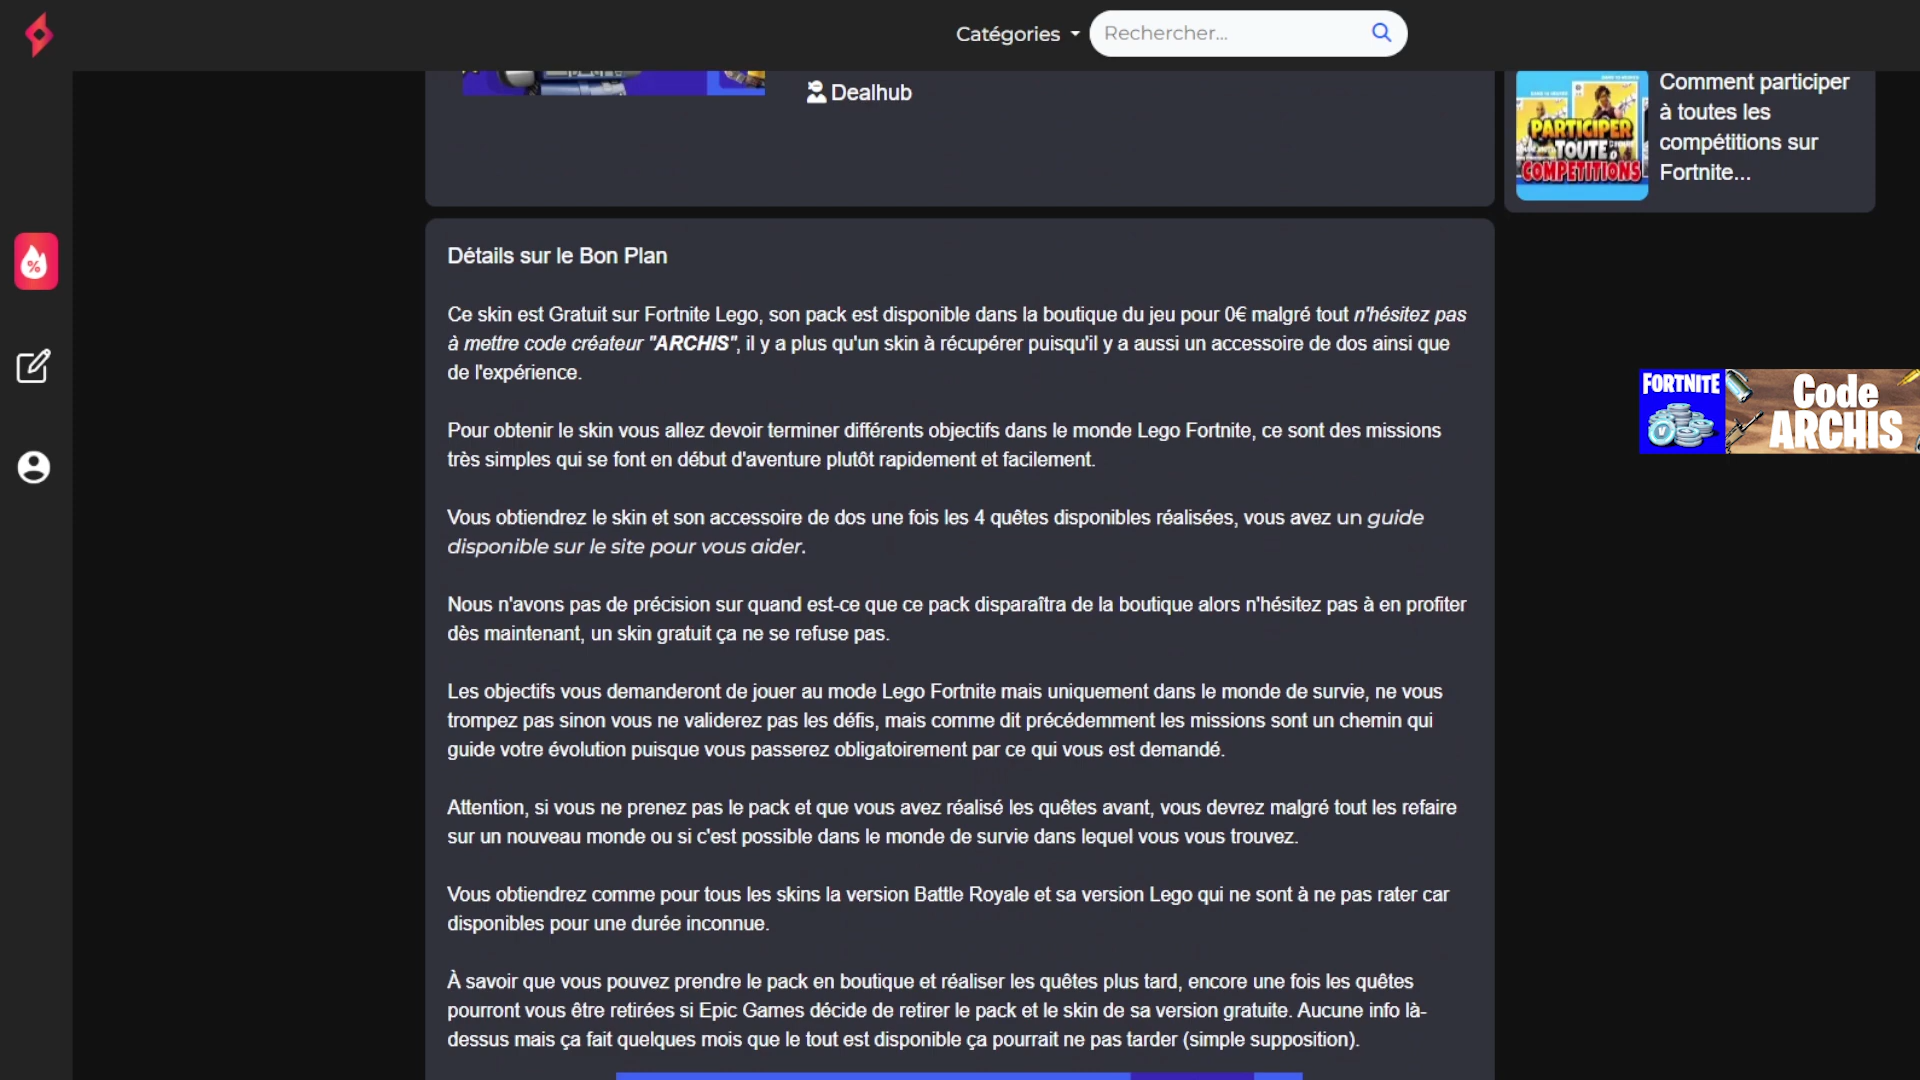 Catégories
Rechercher...
Dealhub
PARTICIPER
TOUTE
COMPETITIONS
Comment participer
à toutes les
compétitions sur
Fortnite...
Détails sur le Bon Plan
Ce skin est Gratuit sur Fortnite Lego, son pack est disponible dans la boutique du jeu pour 0€ malgré tout n'hésitez pas
à mettre code créateur "ARCHIS", il y a plus qu'un skin à récupérer puisqu'il y a aussi un accessoire de dos ainsi que
de l'expérience.
Pour obtenir le skin vous allez devoir terminer différents objectifs dans le monde Lego Fortnite, ce sont des missions
très simples qui se font en début d'aventure plutôt rapidement et facilement.
Vous obtiendrez le skin et son accessoire de dos une fois les 4 quêtes disponibles réalisées, vous avez un guide
disponible sur le site pour vous aider.
Nous n'avons pas de précision sur quand est-ce que ce pack disparaîtra de la boutique alors n'hésitez pas à en profiter
dès maintenant, un skin gratuit ça ne se refuse pas.
Les objectifs vous demanderont de jouer au mode Lego Fortnite mais uniquement dans le monde de survie, ne vous
trompez pas sinon vous ne validerez pas les défis, mais comme dit précédemment les missions sont un chemin qui
guide votre évolution puisque vous passerez obligatoirement par ce qui vous est demandé.
Attention, si vous ne prenez pas le pack et que vous avez réalisé les quêtes avant, vous devrez malgré tout les refaire
sur un nouveau monde ou si c'est possible dans le monde de survie dans lequel vous vous trouvez.
Vous obtiendrez comme pour tous les skins la version Battle Royale et sa version Lego qui ne sont à ne pas rater car
disponibles pour une durée inconnue.
À savoir que vous pouvez prendre le pack en boutique et réaliser les quêtes plus tard, encore une fois les quêtes
pourront vous être retirées si Epic Games décide de retirer le pack et le skin de sa version gratuite. Aucune info là-
dessus mais ça fait quelques mois que le tout est disponible ça pourrait ne pas tarder (simple supposition).
FORTNITE
Code
ARCHIS